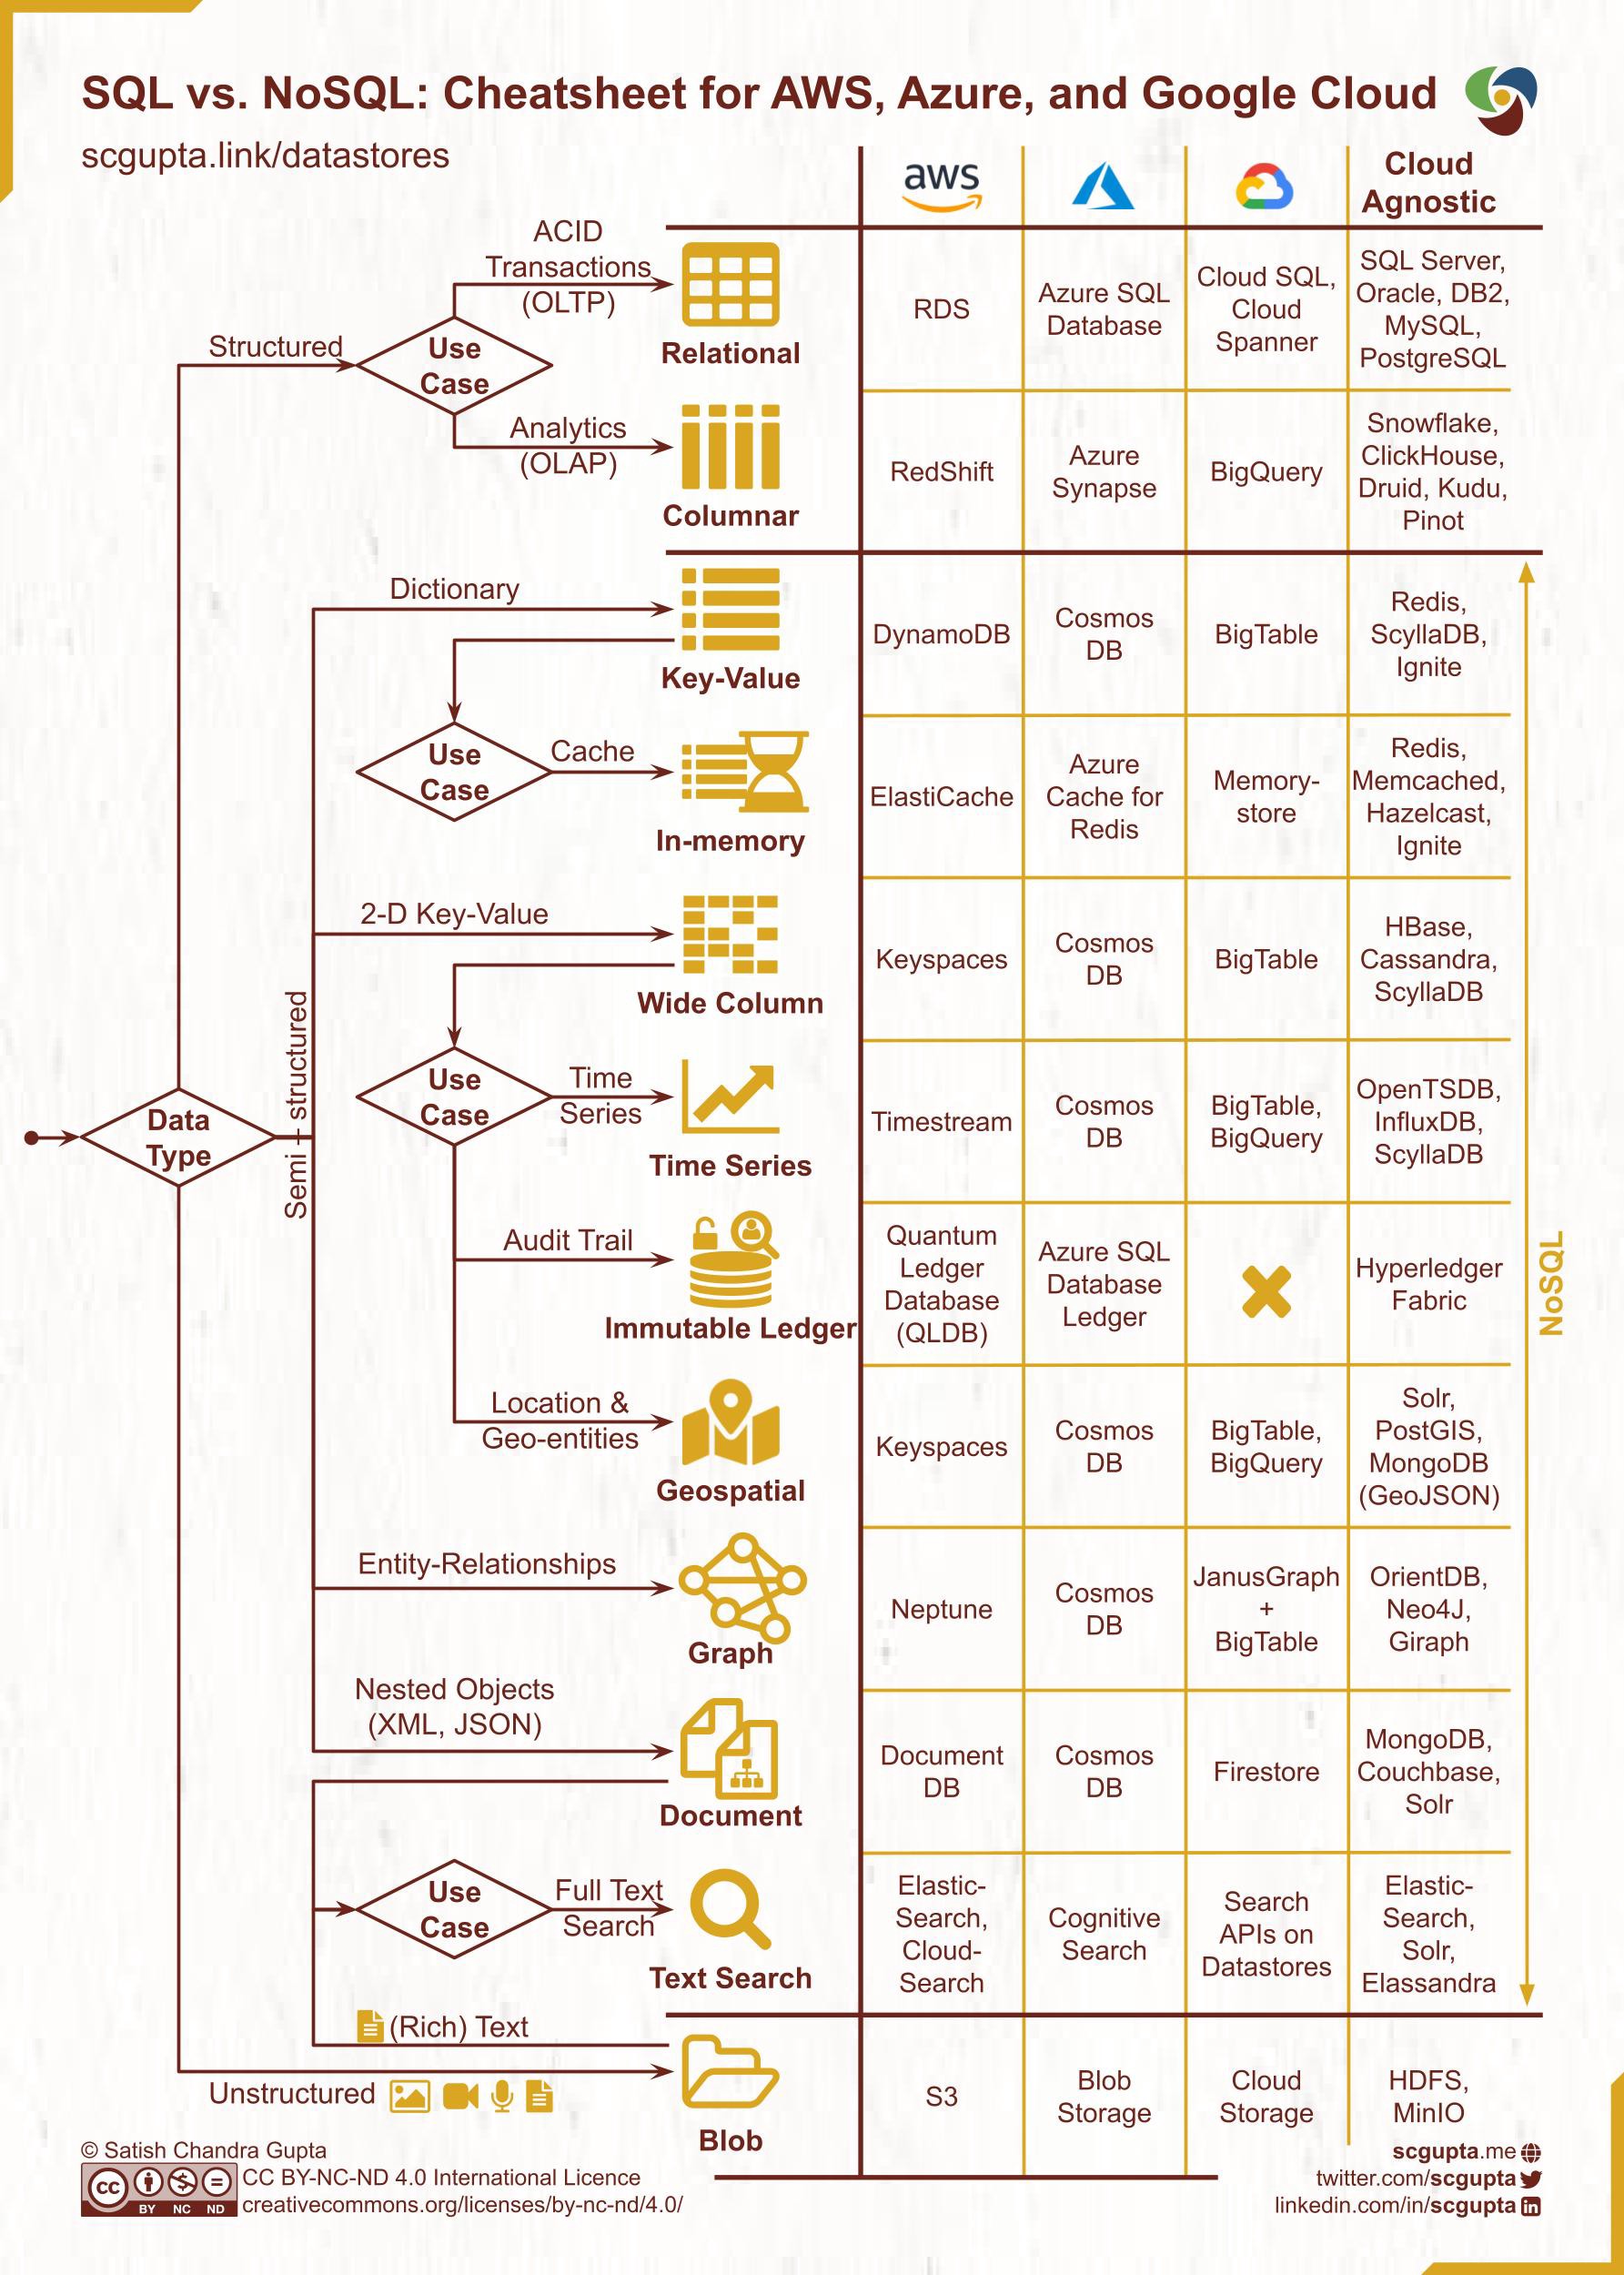 SQL vs. NoSQL: Cheatsheet for AWS, Azure, and Google Cloud
scgupta.link/datastores
aws
Cloud
Agnostic
Structured
Use
Case
ACID
Transactions
(OLTP)
Relational
RDS
Azure SQL
Database
Cloud SQL,
Cloud
Spanner
SQL Server,
Oracle, DB2,
MySQL,
PostgreSQL
Analytics
(OLAP)
Columnar
RedShift
Azure
Synapse
BigQuery
Snowflake,
ClickHouse,
Druid, Kudu,
Pinot
Dictionary
Key-Value
DynamoDB
Cosmos
DB
BigTable
Redis,
ScyllaDB,
Ignite
Use
Case
Cache
In-memory
ElastiCache
Azure
Cache for
Redis
Memory-
store
Redis,
Memcached,
Hazelcast,
Ignite
2-D Key-Value
Wide Column
Keyspaces
Cosmos
DB
BigTable
HBase,
Cassandra,
ScyllaDB
Data
Type
Semi + structured
Use
Case
Time
Series
Time Series
Timestream
Cosmos
DB
BigTable,
BigQuery
OpenTSDB,
InfluxDB,
ScyllaDB
Audit Trail
Immutable Ledger
Quantum
Ledger
Database
(QLDB)
Azure SQL
Database
Ledger
Hyperledger
Fabric
NoSQL
Location &
Geo-entities
Geospatial
Keyspaces
Cosmos
DB
BigTable,
BigQuery
Solr,
PostGIS,
MongoDB
(GeoJSON)
Entity-Relationships
Graph
Neptune
Cosmos
DB
JanusGraph
+
BigTable
OrientDB,
Neo4J,
Giraph
Nested Objects
(XML, JSON)
Document
Document
DB
Cosmos
DB
Firestore
MongoDB,
Couchbase,
Solr
Use
Case
Full Text
Search
Text Search
Elastic-
Search,
Cloud-
Search
Cognitive
Search
Search
APIs on
Datastores
Elastic-
Search,
Solr,
Elassandra
(Rich) Text
Unstructured
Blob
S3
Blob
Storage
Cloud
Storage
HDFS,
MinIO
© Satish Chandra Gupta
cc BY NC ND
CC BY-NC-ND 4.0 International Licence
creativecommons.org/licenses/by-nc-nd/4.0/
scgupta.me
twitter.com/scgupta
linkedin.com/in/scgupta in